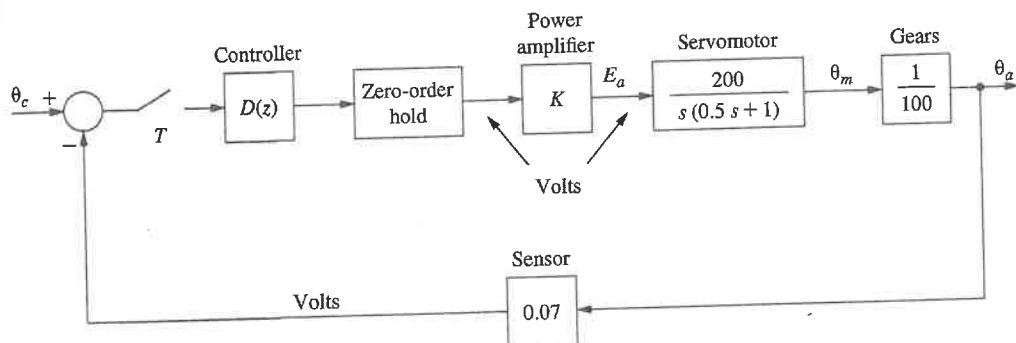 Controller
Power
amplifier
Servomotor
Gears
θc
+
−
T
D(z)
Zero-order
hold
K
Ea
200
s (0.5 s + 1)
θm
1
100
θa
Volts
Sensor
0.07
Volts